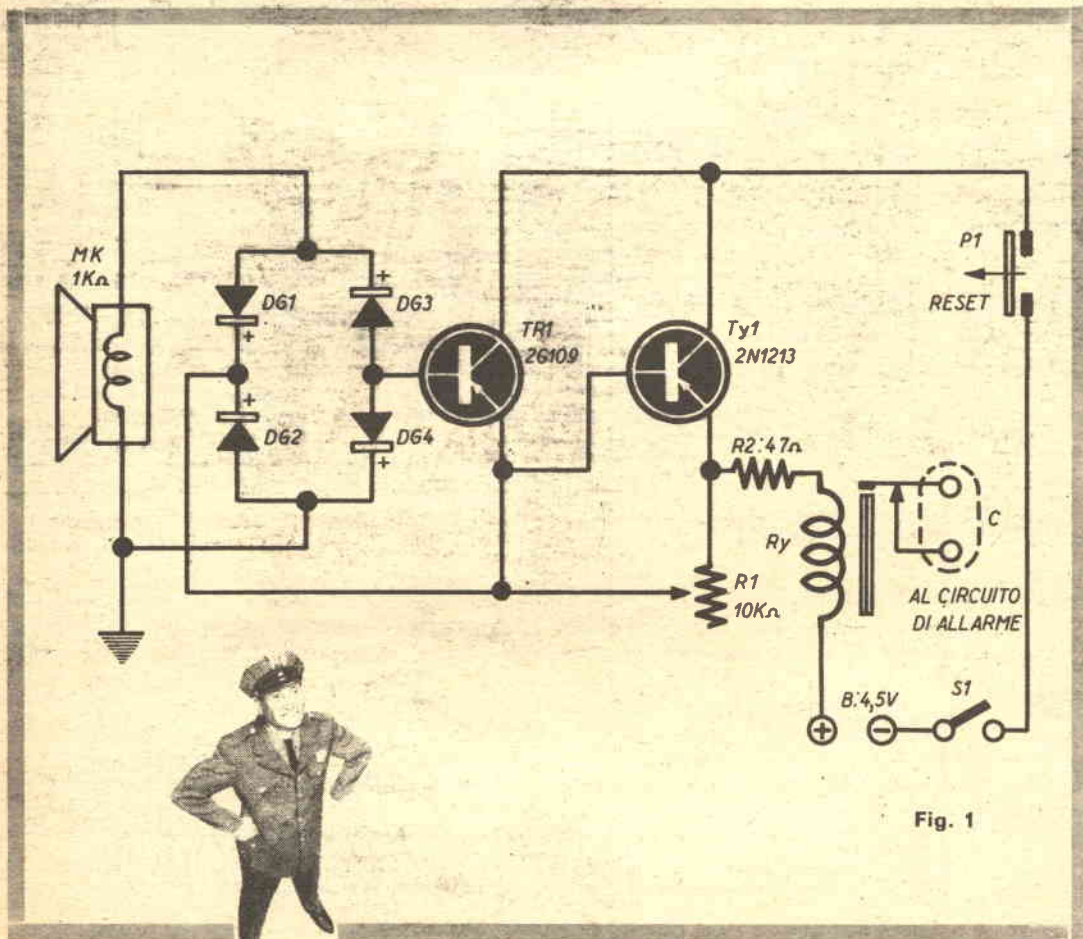 MK
1KΩ
DG1
+
+
DG3
+
DG2
DG4
+
TR1
2G109
Ty1
2N1213
P1
RESET
R2:47Ω
Ry
C
R1
10KΩ
AL CIRCUITO
DI ALLARME
B:4,5V
S1
+
−
Fig. 1